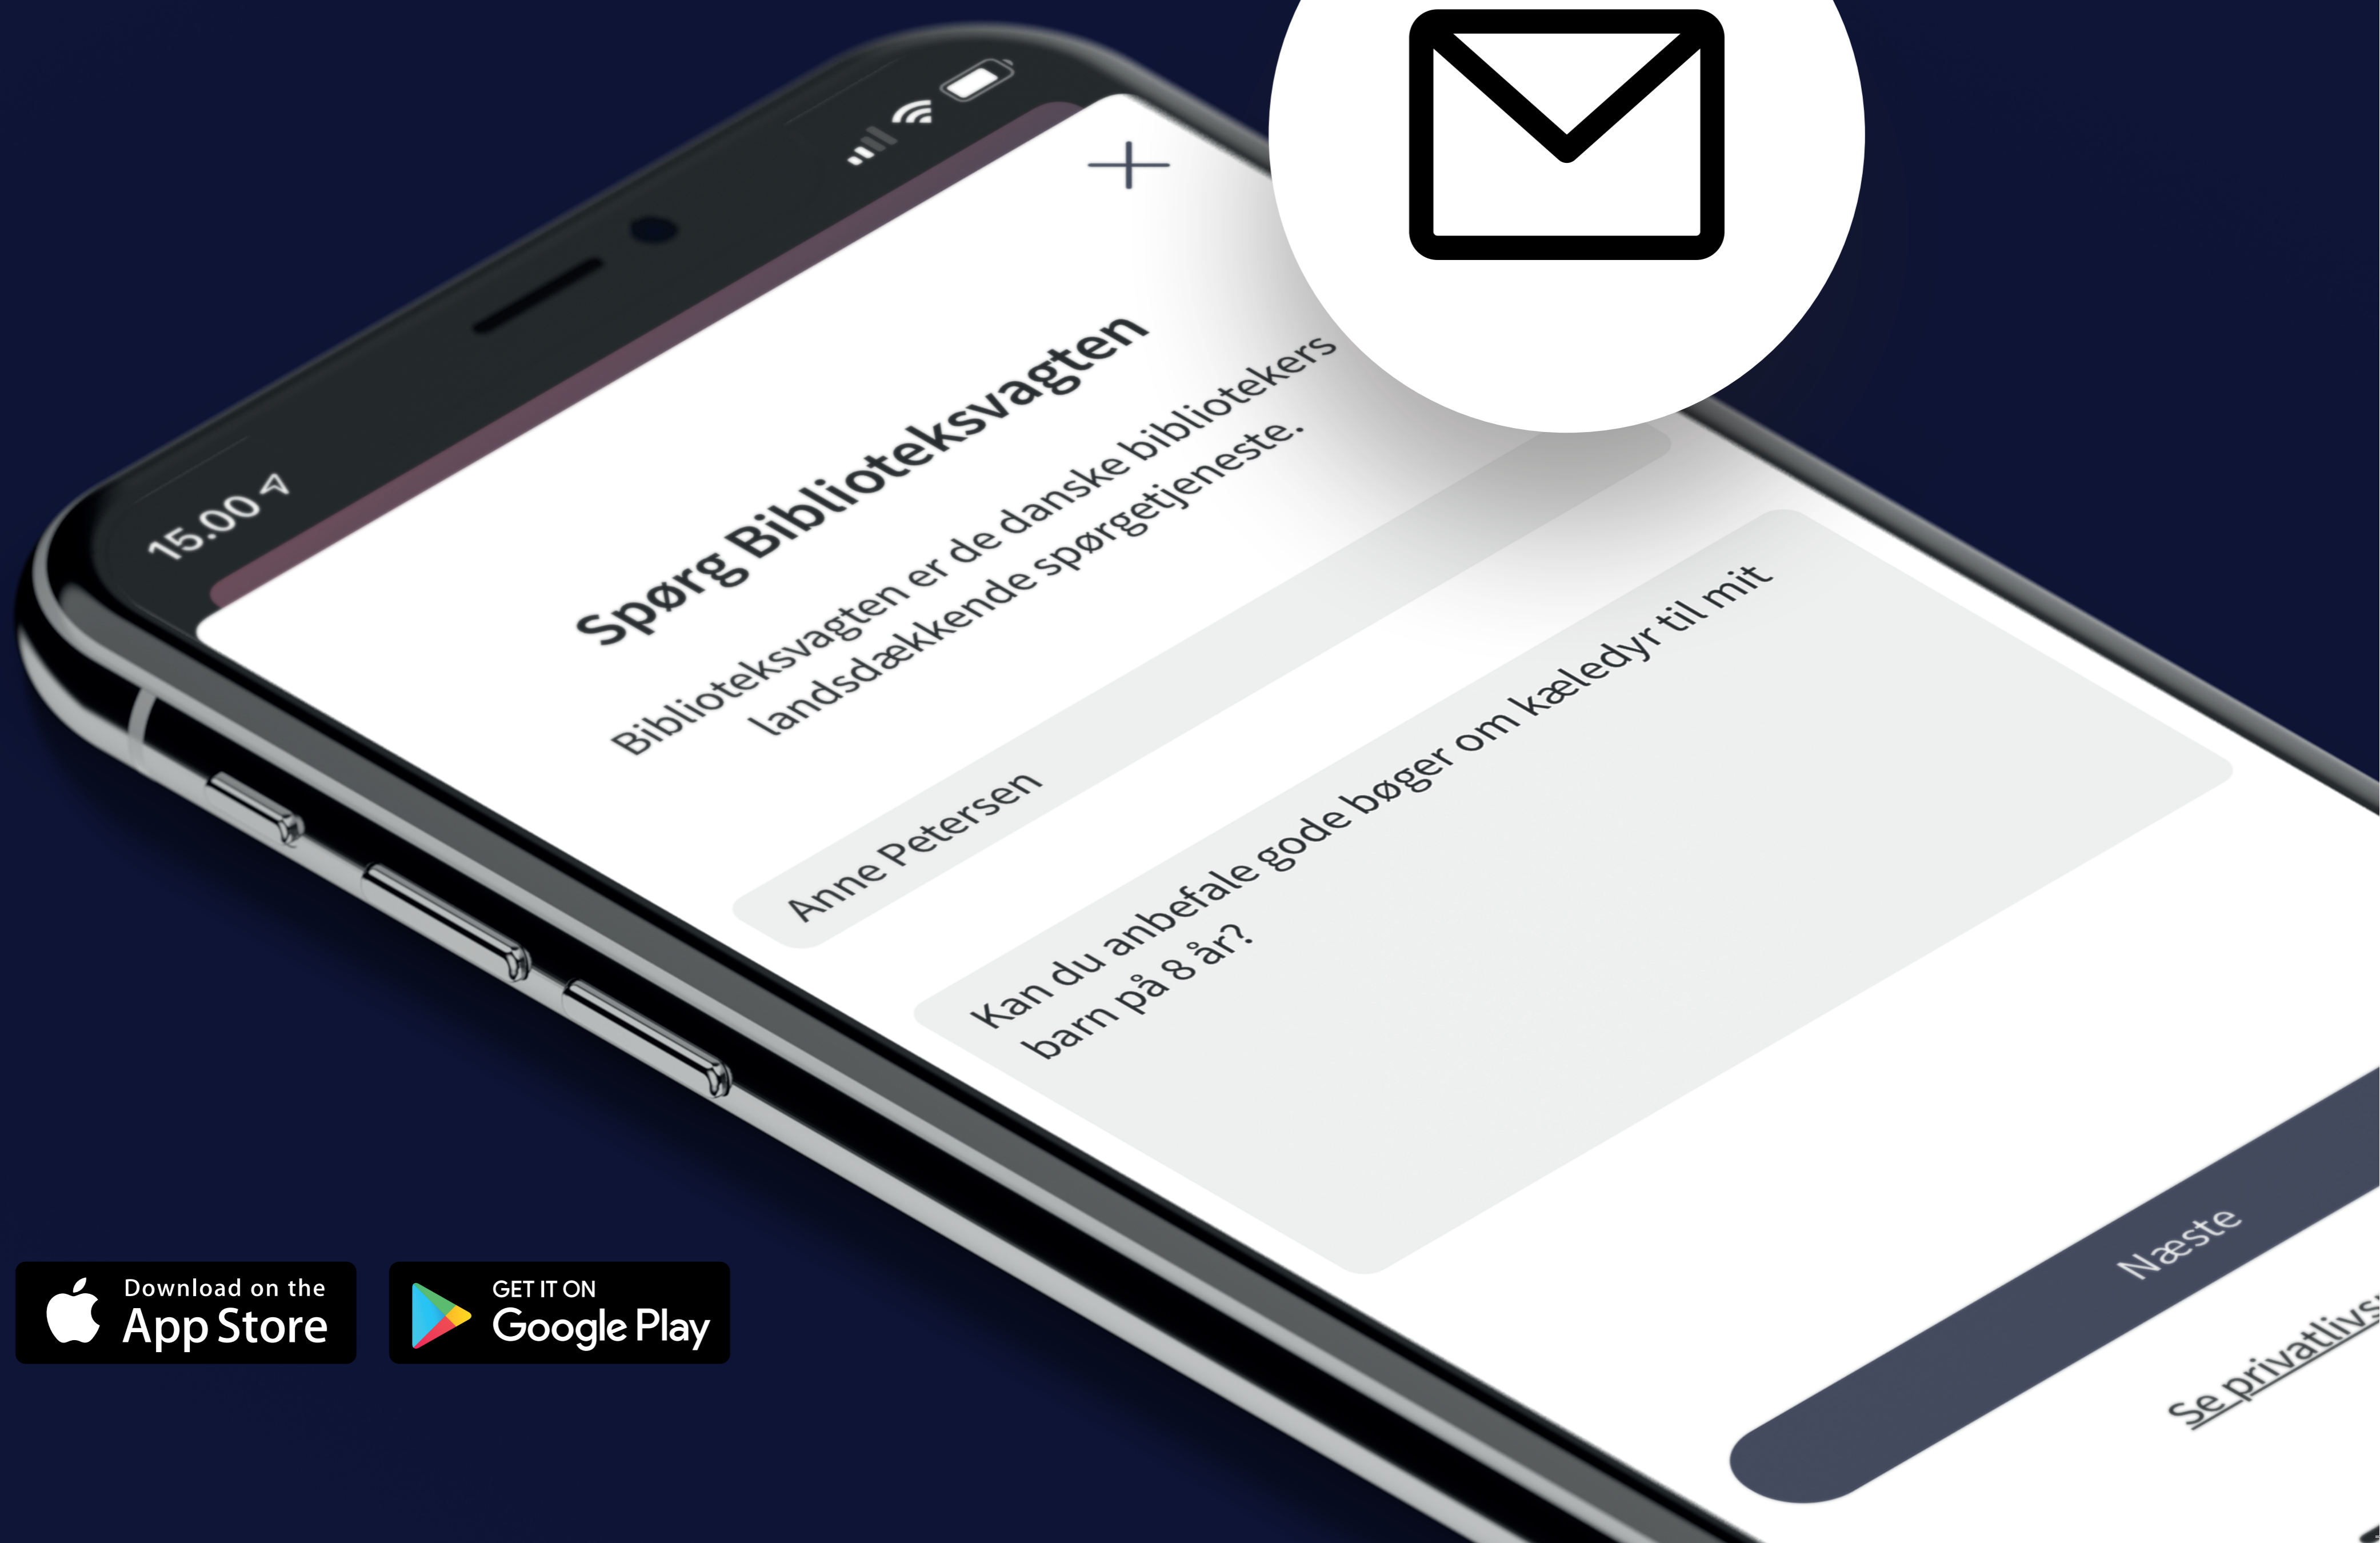 15.00
Spørg Biblioteksvagten
Biblioteksvagten er de danske bibliotekers
landsdækkende spørgetjeneste.
Anne Petersen
Kan du anbefale gode bøger om kæledyr til mit
barn på 8 år?
Næste
Se
Download on the
App Store
GET IT ON
Google Play